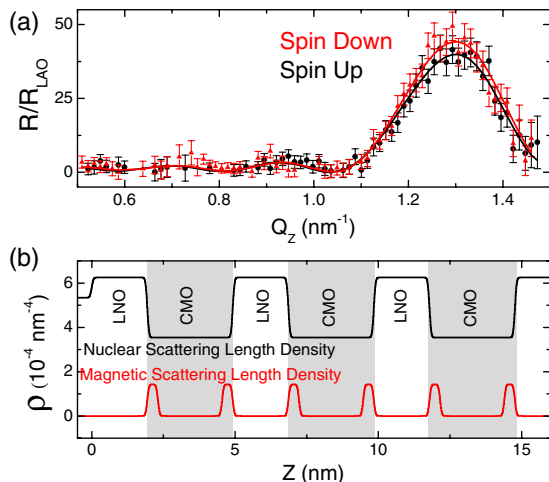 (a)
50
25
0
R/R_LAO
Spin Down
Spin Up
0.6 0.8 1.0 1.2 1.4
Q_Z (nm⁻¹)
(b)
6
4
2
0
ρ (10⁻⁴ nm⁻⁴)
LNO CMO LNO CMO LNO CMO
Nuclear Scattering Length Density
Magnetic Scattering Length Density
0 5 10 15
Z (nm)